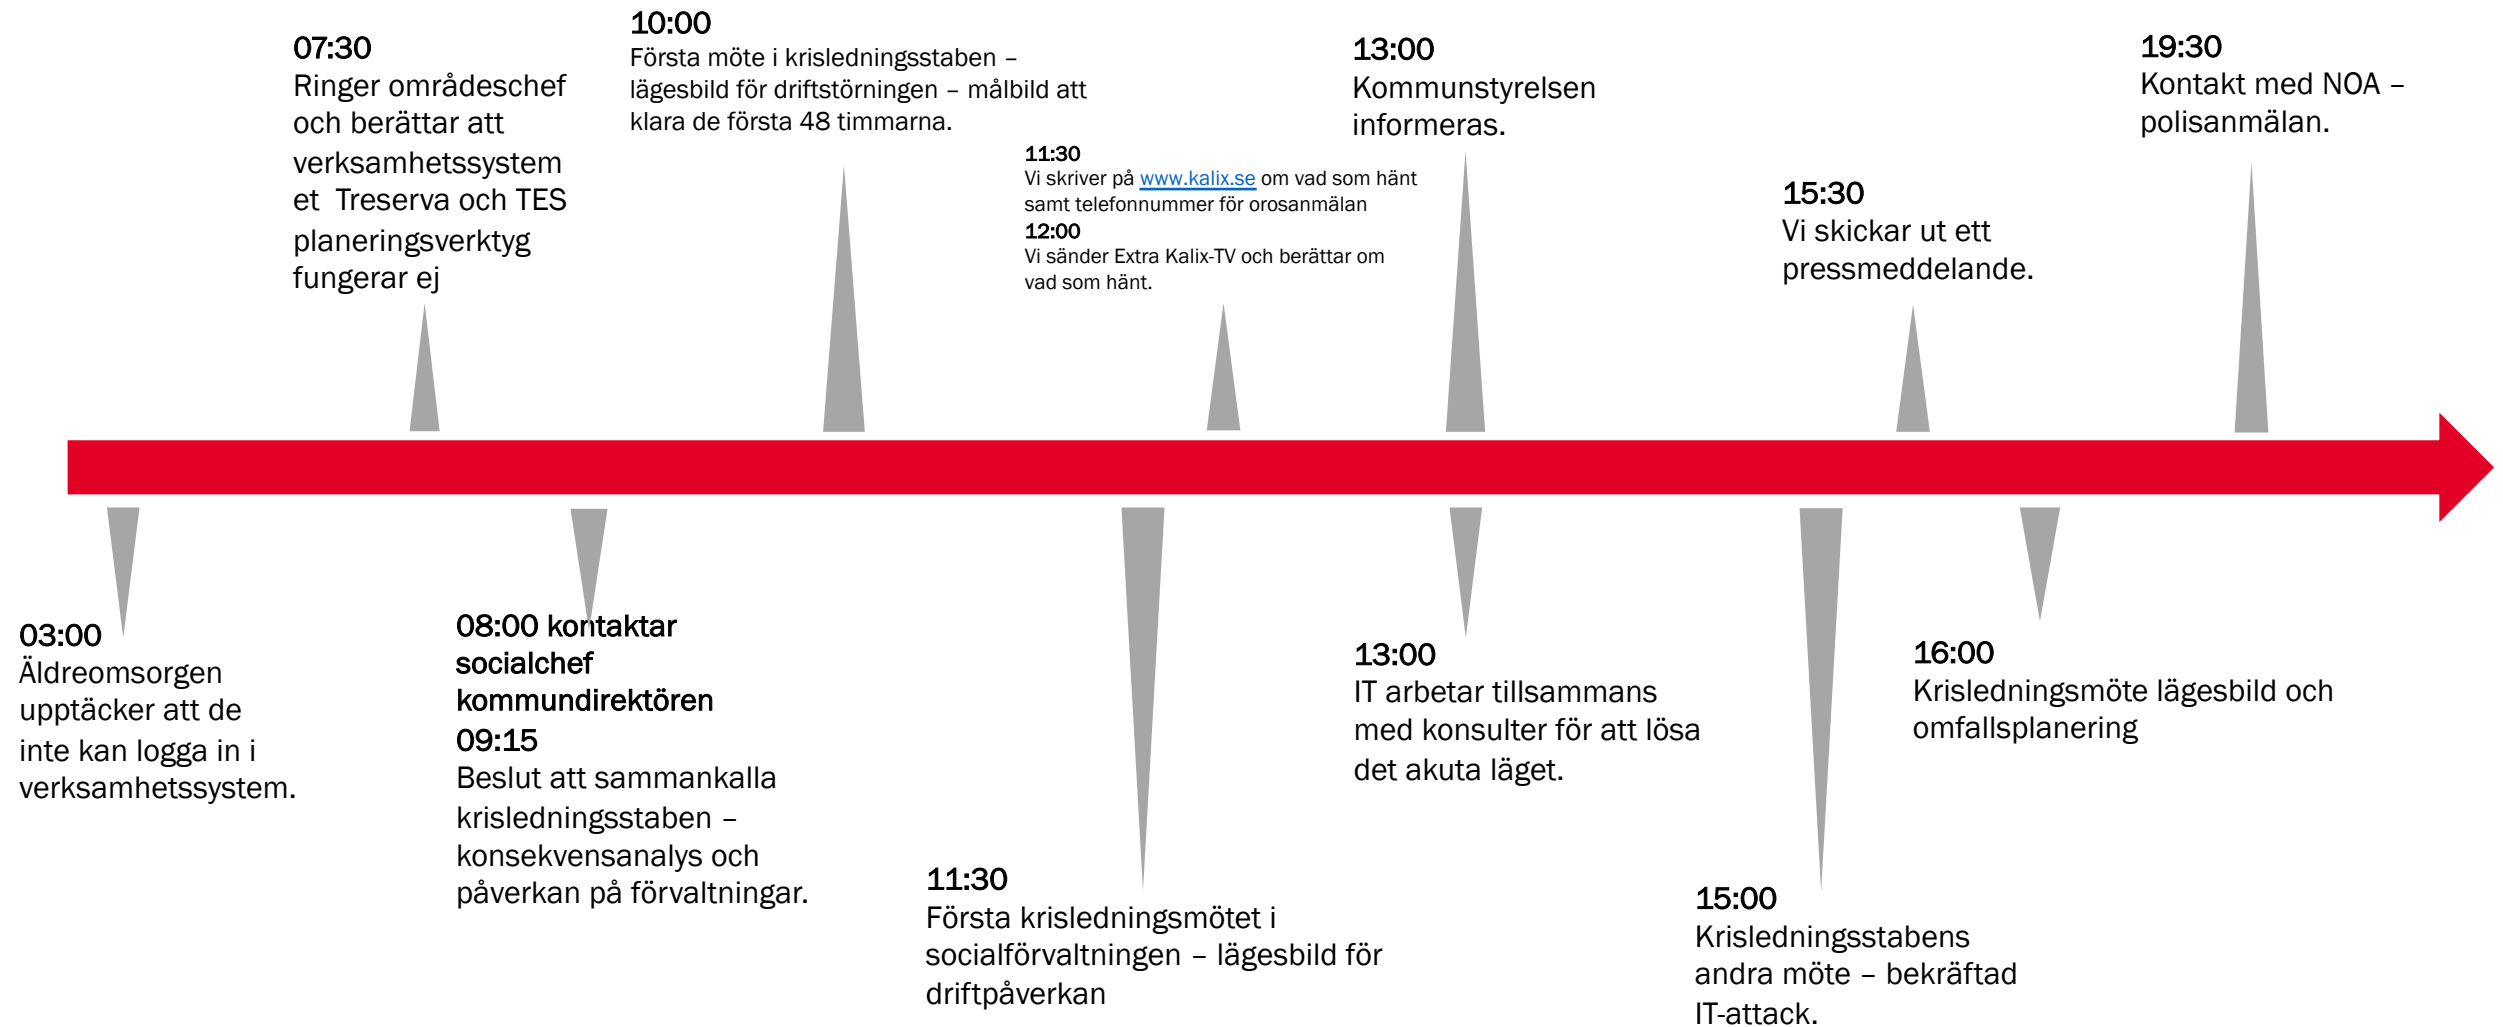 07:30
Ringer områdeschef
och berättar att
verksamhetssystem
et  Treserva och TES
planeringsverktyg
fungerar ej
10:00
Första möte i krisledningsstaben –
lägesbild för driftstörningen – målbild att
klara de första 48 timmarna.
11:30
Vi skriver på www.kalix.se om vad som hänt
samt telefonnummer för orosanmälan
12:00
Vi sänder Extra Kalix-TV och berättar om
vad som hänt.
13:00
Kommunstyrelsen
informeras.
15:30
Vi skickar ut ett
pressmeddelande.
19:30
Kontakt med NOA –
polisanmälan.
03:00
Äldreomsorgen
upptäcker att de
inte kan logga in i
verksamhetssystem.
08:00 kontaktar
socialchef
kommundirektören
09:15
Beslut att sammankalla
krisledningsstaben –
konsekvensanalys och
påverkan på förvaltningar.
11:30
Första krisledningsmötet i
socialförvaltningen – lägesbild för
driftpåverkan
13:00
IT arbetar tillsammans
med konsulter för att lösa
det akuta läget.
15:00
Krisledningsstabens
andra möte – bekräftad
IT-attack.
16:00
Krisledningsmöte lägesbild och
omfallsplanering